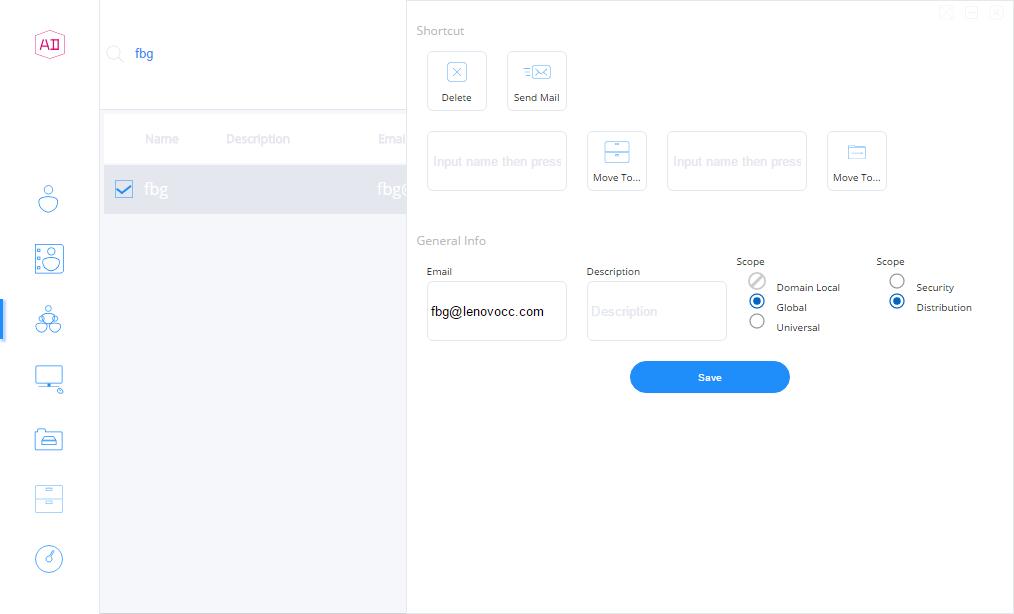 AD
fbg
Name Description Emai
fbg fbg@
Shortcut
Delete Send Mail
Input name then press Move To... Input name then press Move To...
General Info
Email Description Scope Scope
fbg@lenovocc.com Description
Domain Local
Global
Universal
Security
Distribution
Save